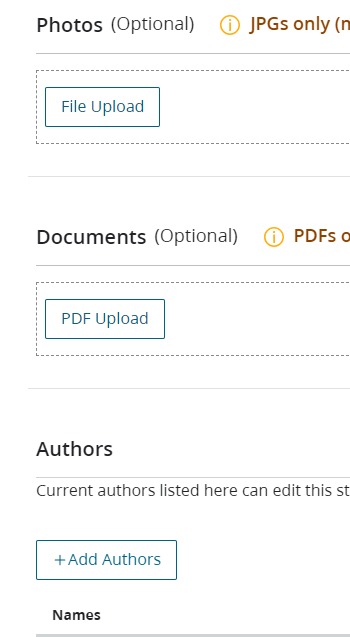 Photos (Optional) JPGs only (
File Upload
Documents (Optional) PDFs o
PDF Upload
Authors
Current authors listed here can edit this st
+Add Authors
Names